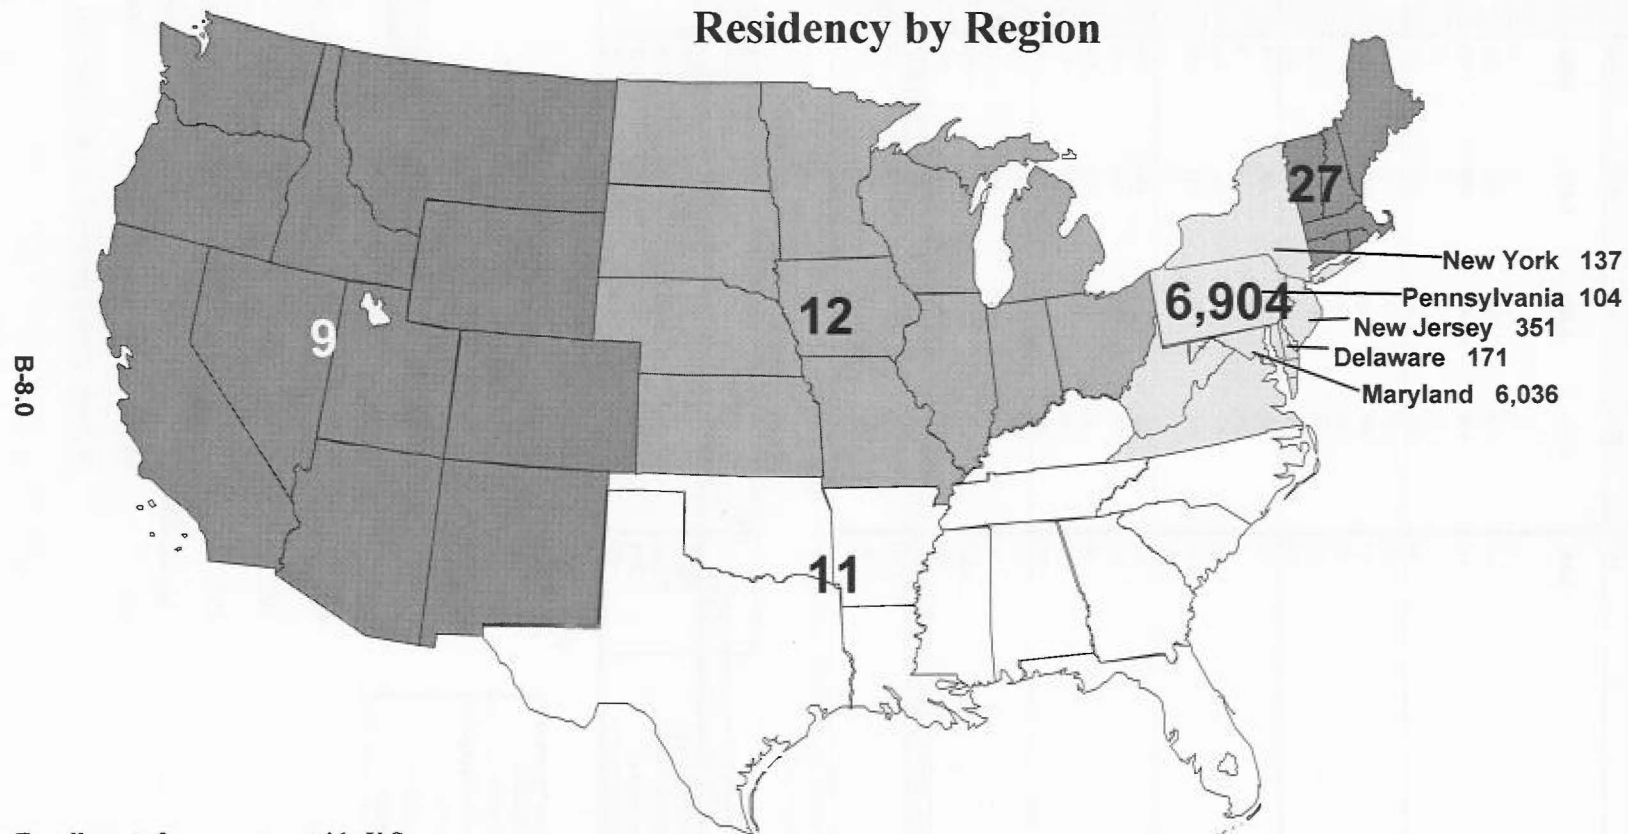 Residency by Region
27
New York 137
6,904
Pennsylvania 104
New Jersey 351
12
9
Delaware 171
B-8.0
Maryland 6,036
11